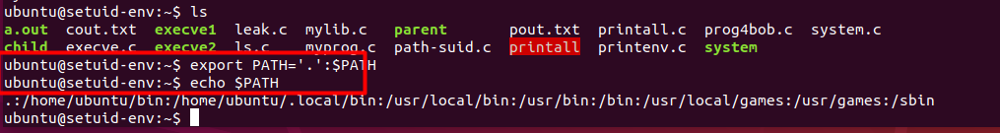 ubuntu@setuid-env:~$ ls
a.out cout.txt execve1 leak.c mylib.c parent pout.txt printall.c prog4bob.c system.c
child execve.c execve2 ls.c myprog.c path-suid.c printall printenv.c system
ubuntu@setuid-env:~$ export PATH='.':$PATH
ubuntu@setuid-env:~$ echo $PATH
.:/home/ubuntu/bin:/home/ubuntu/.local/bin:/usr/local/bin:/usr/bin:/bin:/usr/local/games:/usr/games:/sbin
ubuntu@setuid-env:~$